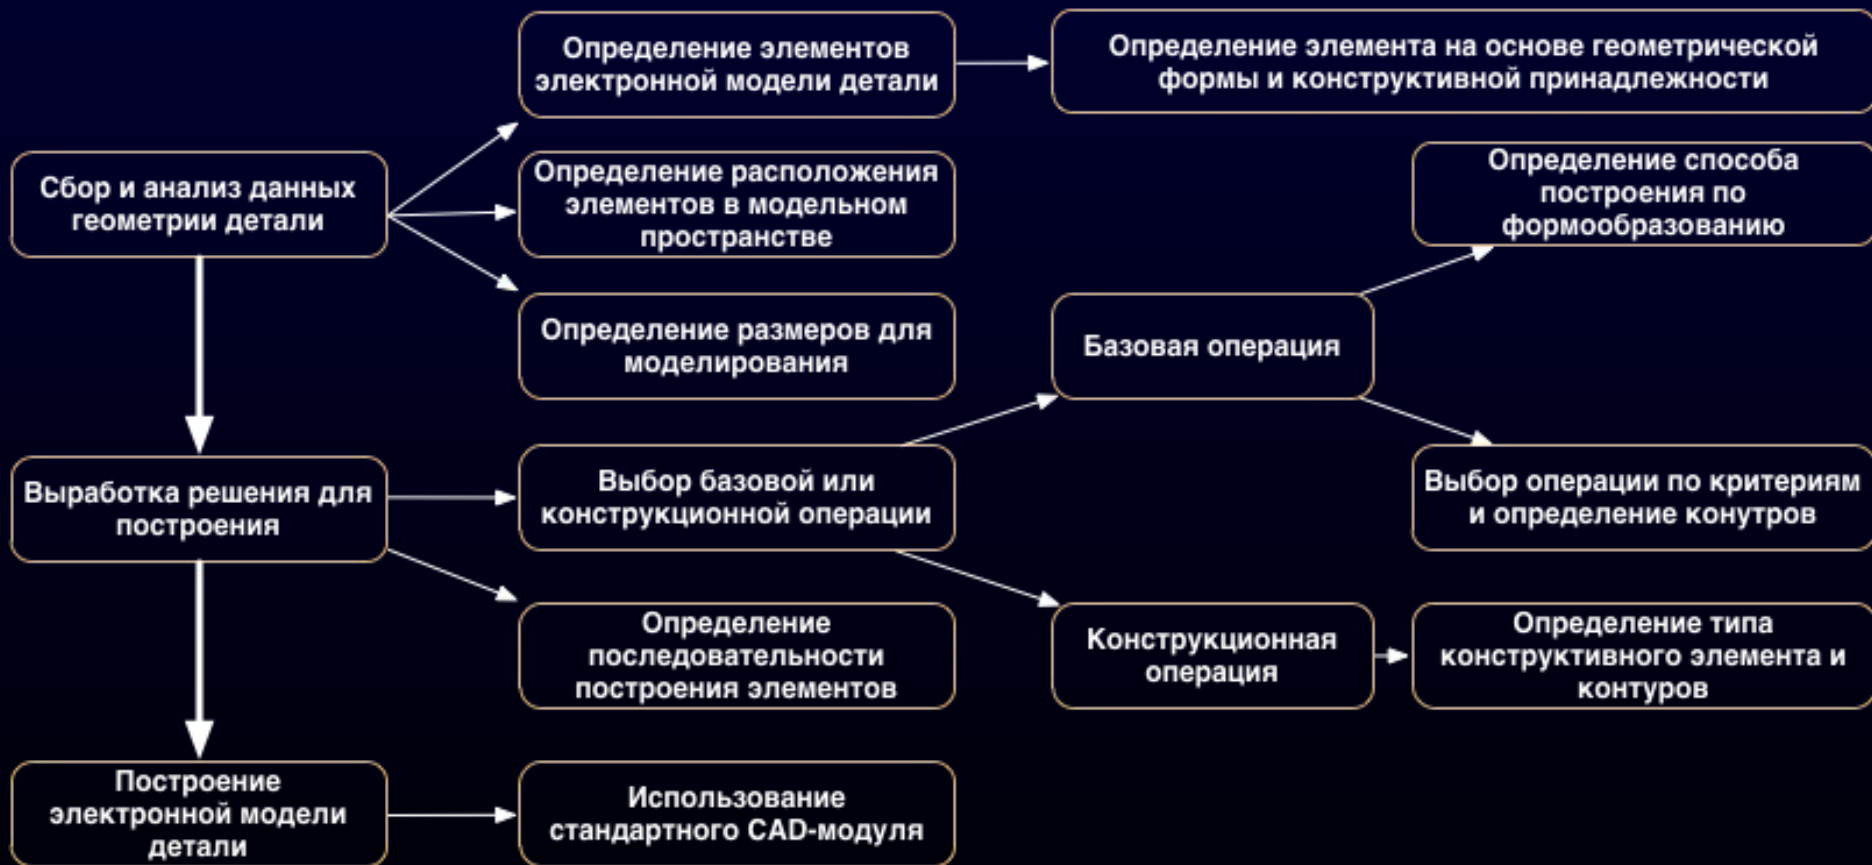 Определение элементов
электронной модели детали
Определение элемента на основе геометрической
формы и конструктивной принадлежности
Сбор и анализ данных
геометрии детали
Определение расположения
элементов в модельном
пространстве
Определение способа
построения по
формообразованию
Определение размеров для
моделирования
Базовая операция
Выработка решения для
построения
Выбор базовой или
конструкционной операции
Выбор операции по критериям
и определение конутров
Определение
последовательности
построения элементов
Конструкционная
операция
Определение типа
конструктивного элемента и
контуров
Построение
электронной модели
детали
Использование
стандартного CAD-модуля